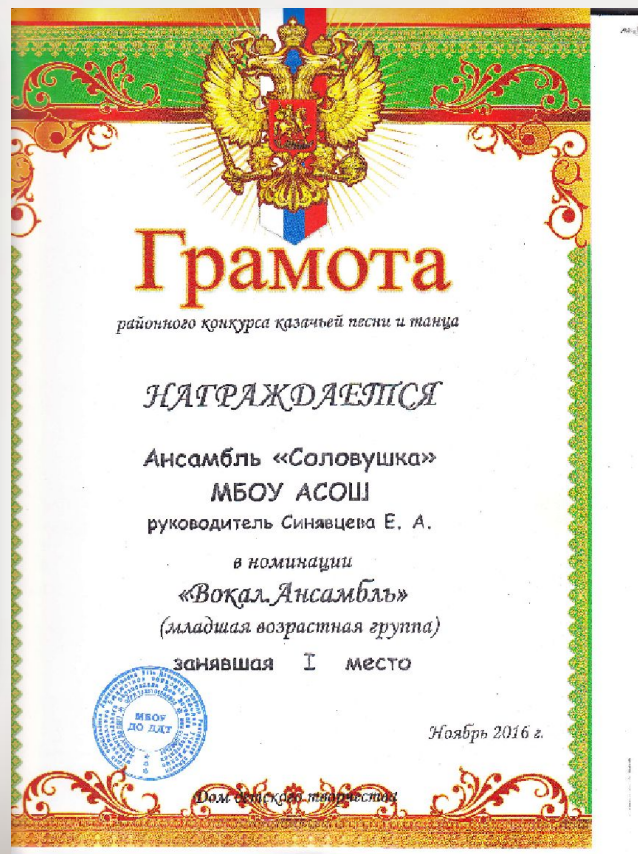 Грамота
районного конкурса казачьей песни и танца
НАГРАЖДАЕТСЯ
Ансамбль «Соловушка»
МБОУ АСОШ
руководитель Синявцева Е. А.
в номинации
«Вокал.Ансамбль»
(младшая возрастная группа)
занявшая I место
МБОУ
ДО ДДТ
Ноябрь 2016 г.
Дом детского творчества